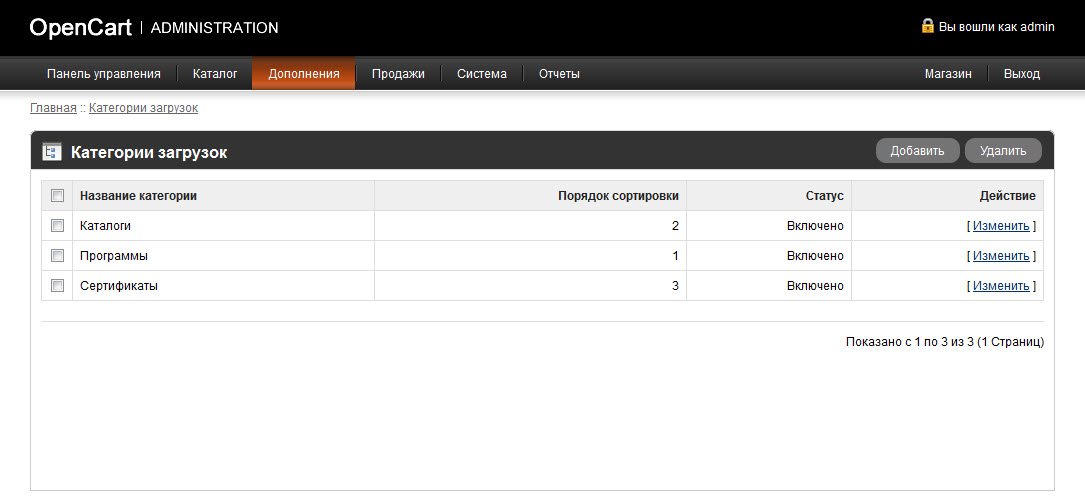 OpenCart | ADMINISTRATION Вы вошли как admin
Панель управления Каталог Дополнения Продажи Система Отчеты Магазин Выход
Главная :: Категории загрузок
Категории загрузок Добавить Удалить
Название категории Порядок сортировки Статус Действие
Каталоги 2 Включено [ Изменить ]
Программы 1 Включено [ Изменить ]
Сертификаты 3 Включено [ Изменить ]
Показано с 1 по 3 из 3 (1 Страниц)